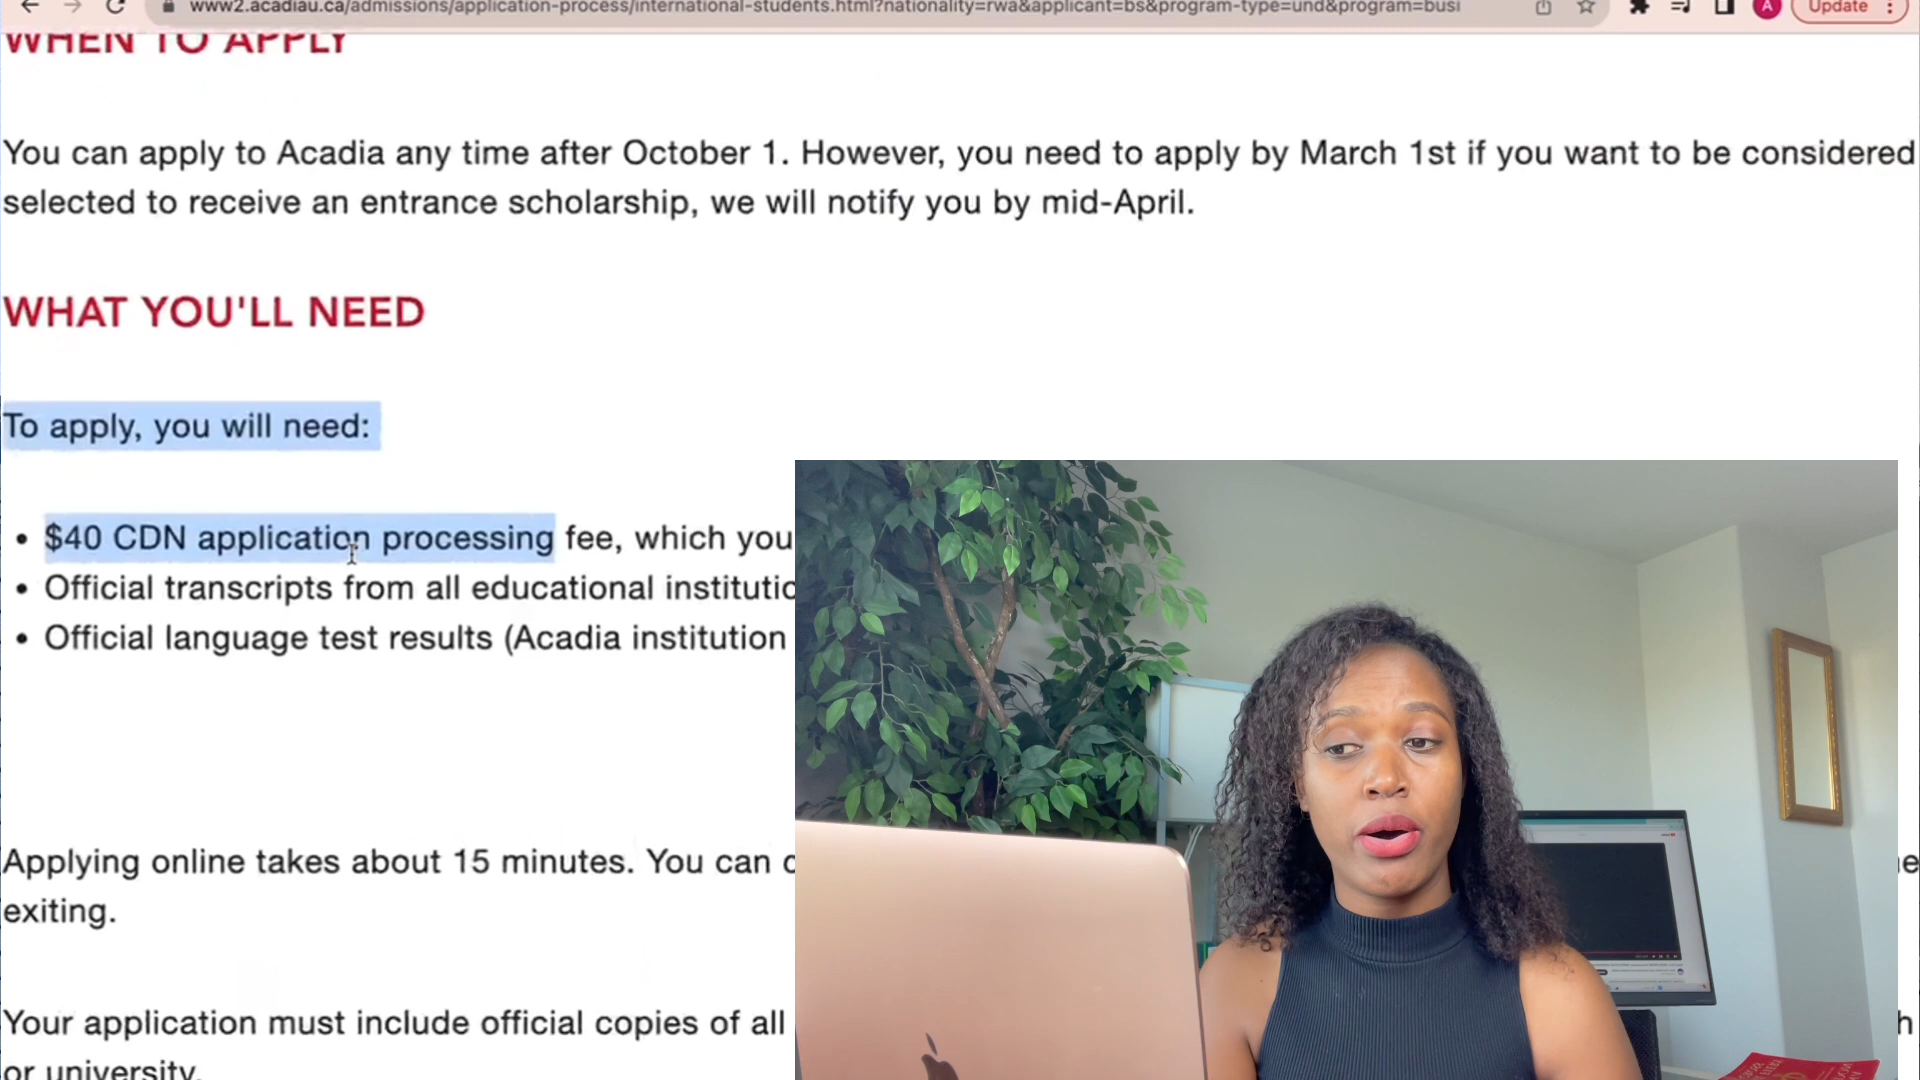 www2.acadiau.ca/admissions/application-process/international-students.html?nationality=rwa&applicant=bs&program-type=und&program=busi
A
Update
WHEN TO APPLY
You can apply to Acadia any time after October 1. However, you need to apply by March 1st if you want to be considered
selected to receive an entrance scholarship, we will notify you by mid-April.
WHAT YOU'LL NEED
To apply, you will need:
• $40 CDN application processing fee, which you
• Official transcripts from all educational institutio
• Official language test results (Acadia institution
Applying online takes about 15 minutes. You can
exiting.
Your application must include official copies of all
or university.